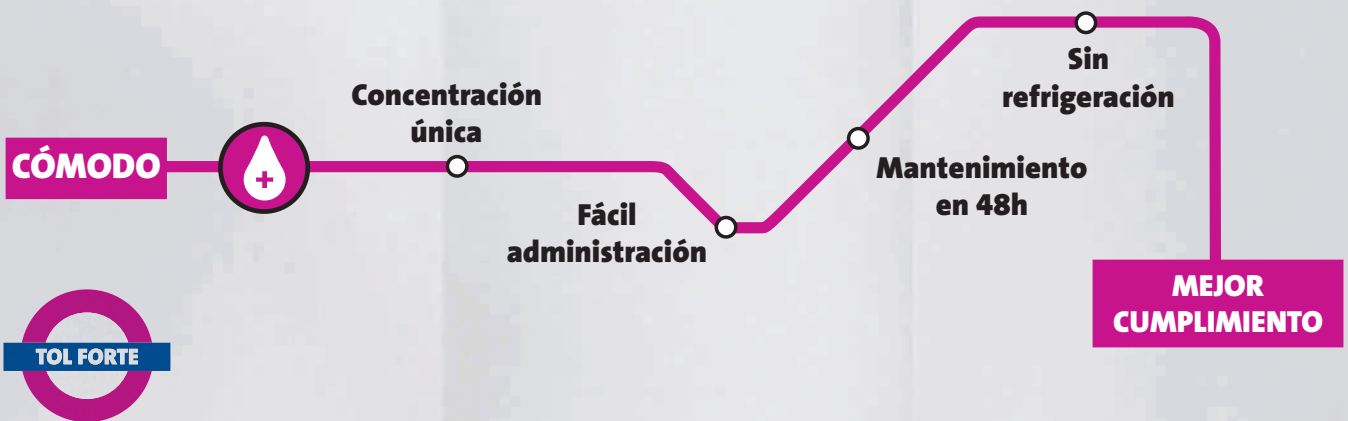 CÓMODO
+
Concentración
única
Fácil
administración
Mantenimiento
en 48h
Sin
refrigeración
MEJOR
CUMPLIMIENTO
TOL FORTE